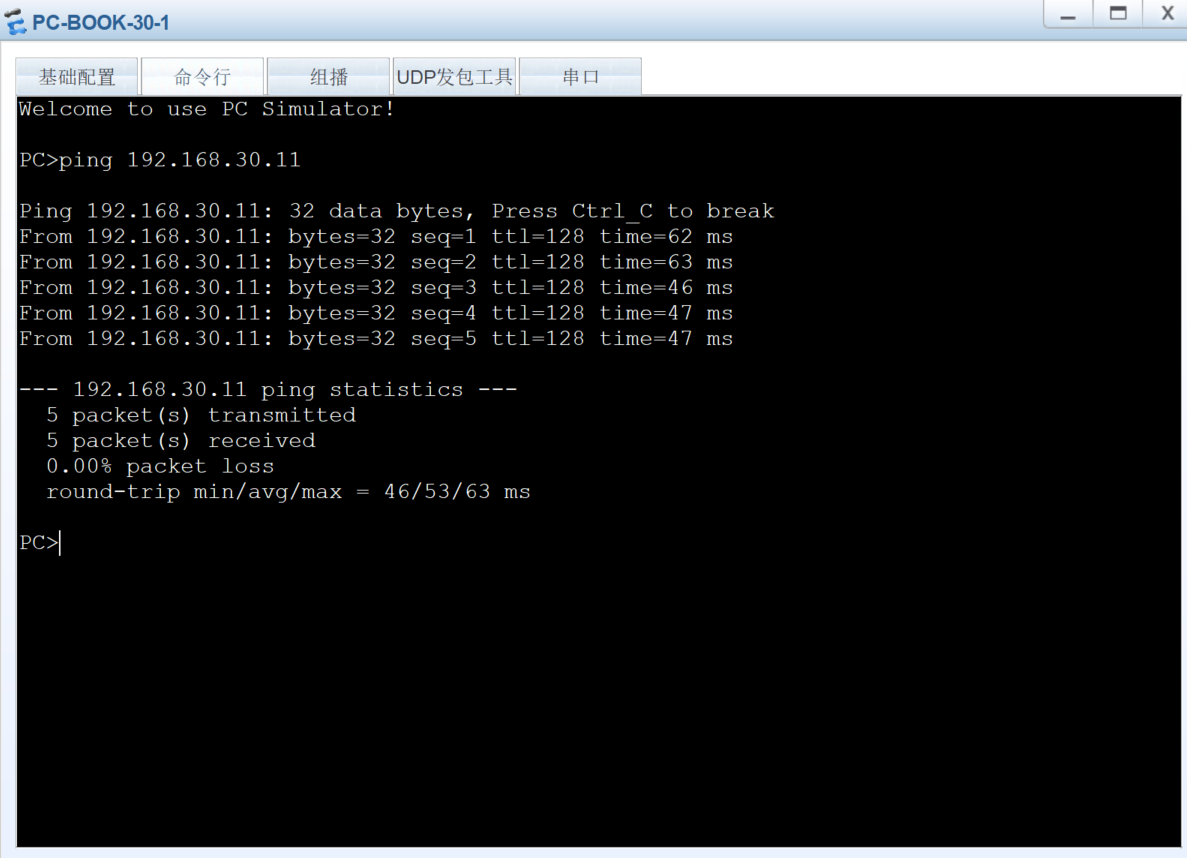 PC-BOOK-30-1
基础配置 命令行 组播 UDP发包工具 串口
Welcome to use PC Simulator!
PC>ping 192.168.30.11
Ping 192.168.30.11: 32 data bytes, Press Ctrl_C to break
From 192.168.30.11: bytes=32 seq=1 ttl=128 time=62 ms
From 192.168.30.11: bytes=32 seq=2 ttl=128 time=63 ms
From 192.168.30.11: bytes=32 seq=3 ttl=128 time=46 ms
From 192.168.30.11: bytes=32 seq=4 ttl=128 time=47 ms
From 192.168.30.11: bytes=32 seq=5 ttl=128 time=47 ms
--- 192.168.30.11 ping statistics ---
5 packet(s) transmitted
5 packet(s) received
0.00% packet loss
round-trip min/avg/max = 46/53/63 ms
PC>